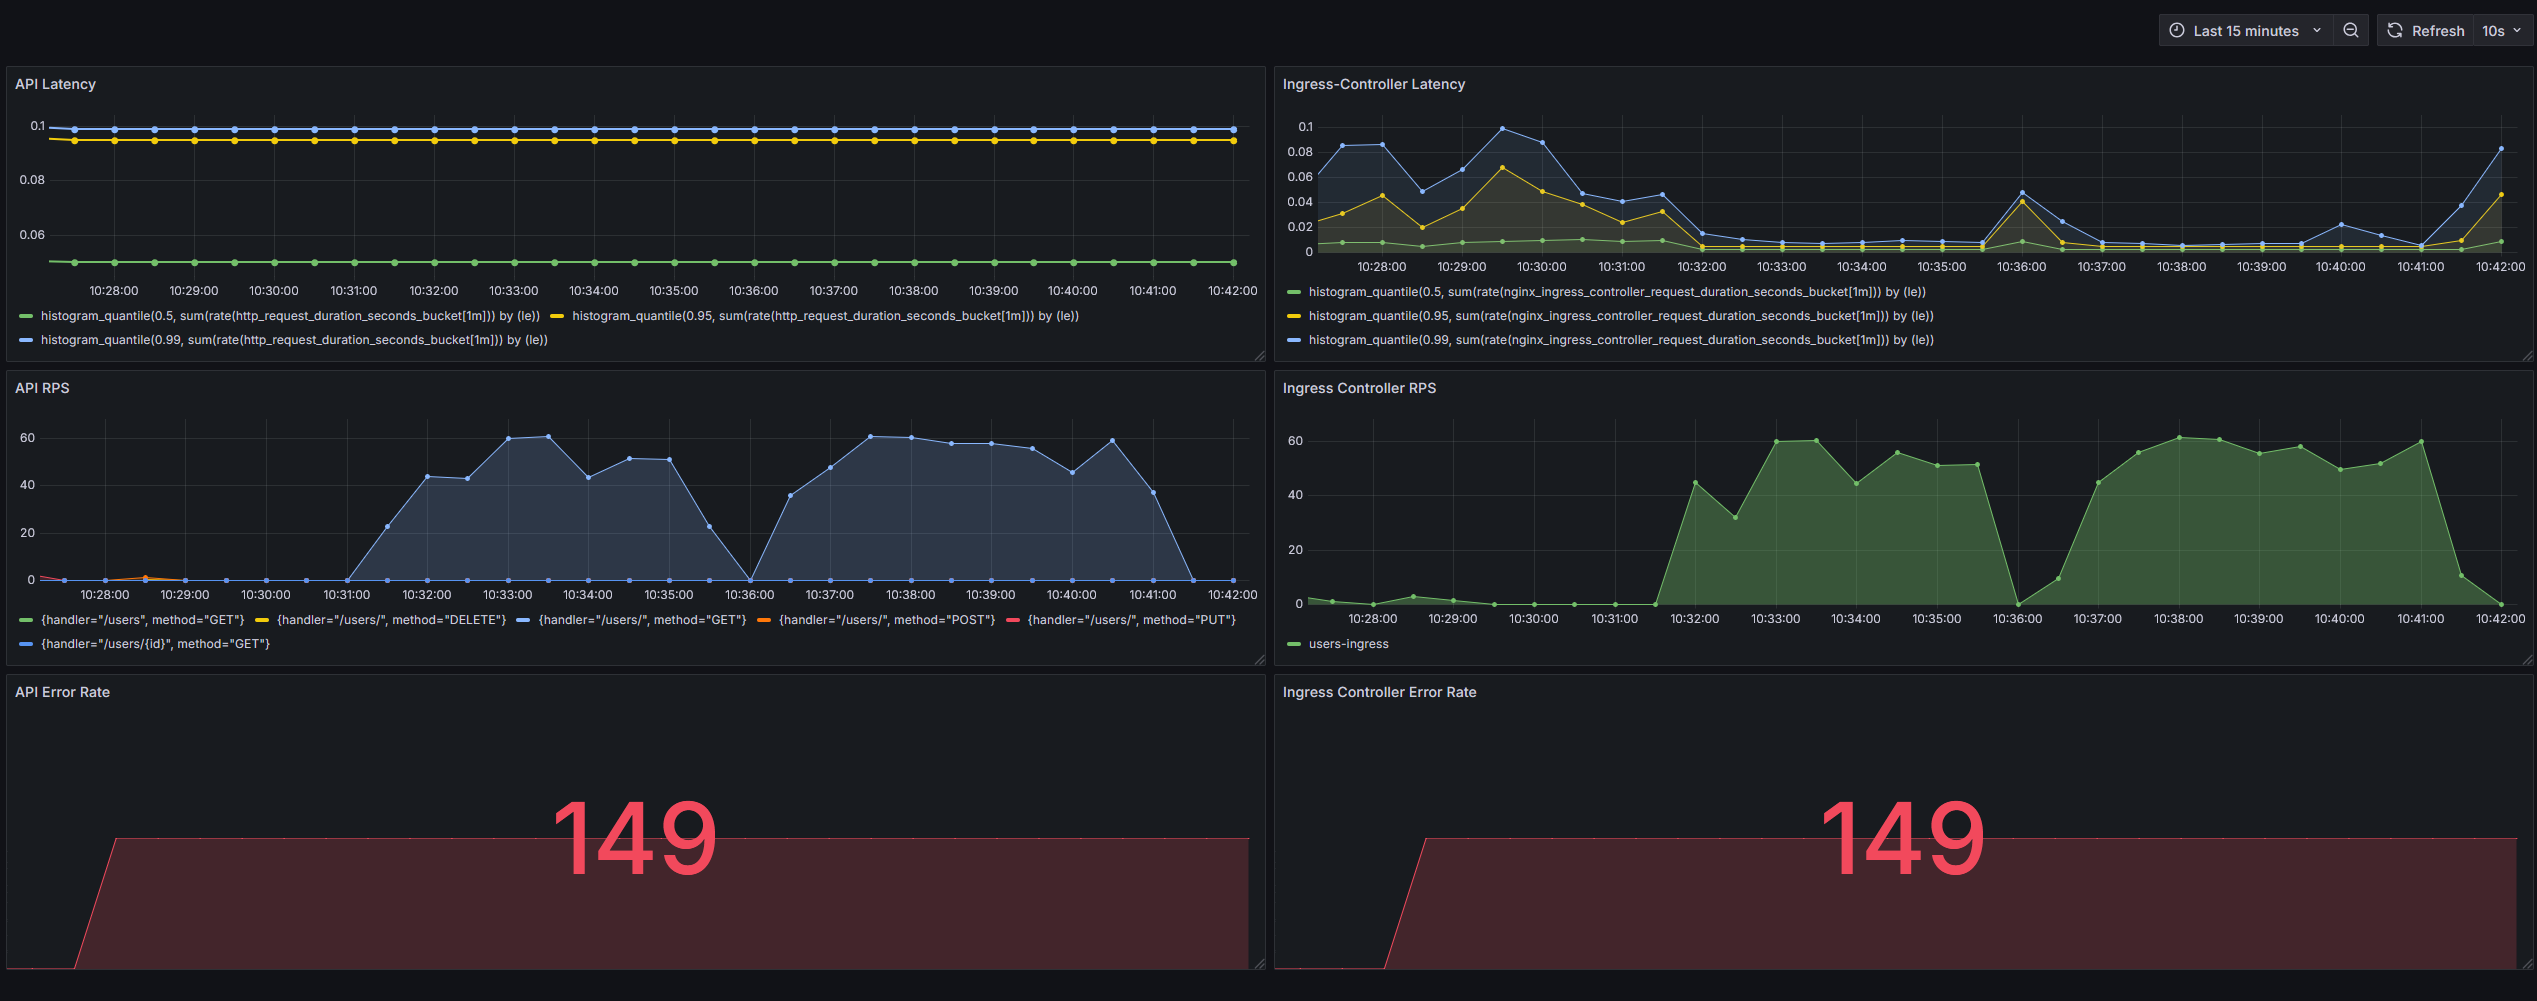 Last 15 minutes Refresh 10s
API Latency
0.1
0.08
0.06
10:28:00 10:29:00 10:30:00 10:31:00 10:32:00 10:33:00 10:34:00 10:35:00 10:36:00 10:37:00 10:38:00 10:39:00 10:40:00 10:41:00 10:42:00
histogram_quantile(0.5, sum(rate(http_request_duration_seconds_bucket[1m])) by (le)) histogram_quantile(0.95, sum(rate(http_request_duration_seconds_bucket[1m])) by (le))
histogram_quantile(0.99, sum(rate(http_request_duration_seconds_bucket[1m])) by (le))
Ingress-Controller Latency
0.1
0.08
0.06
0.04
0.02
0
10:28:00 10:29:00 10:30:00 10:31:00 10:32:00 10:33:00 10:34:00 10:35:00 10:36:00 10:37:00 10:38:00 10:39:00 10:40:00 10:41:00 10:42:00
histogram_quantile(0.5, sum(rate(nginx_ingress_controller_request_duration_seconds_bucket[1m])) by (le))
histogram_quantile(0.95, sum(rate(nginx_ingress_controller_request_duration_seconds_bucket[1m])) by (le))
histogram_quantile(0.99, sum(rate(nginx_ingress_controller_request_duration_seconds_bucket[1m])) by (le))
API RPS
60
40
20
0
10:28:00 10:29:00 10:30:00 10:31:00 10:32:00 10:33:00 10:34:00 10:35:00 10:36:00 10:37:00 10:38:00 10:39:00 10:40:00 10:41:00 10:42:00
{handler="/users", method="GET"} {handler="/users/", method="DELETE"} {handler="/users/", method="GET"} {handler="/users/", method="POST"} {handler="/users/", method="PUT"}
{handler="/users/{id}", method="GET"}
Ingress Controller RPS
60
40
20
0
10:28:00 10:29:00 10:30:00 10:31:00 10:32:00 10:33:00 10:34:00 10:35:00 10:36:00 10:37:00 10:38:00 10:39:00 10:40:00 10:41:00 10:42:00
users-ingress
API Error Rate
149
Ingress Controller Error Rate
149